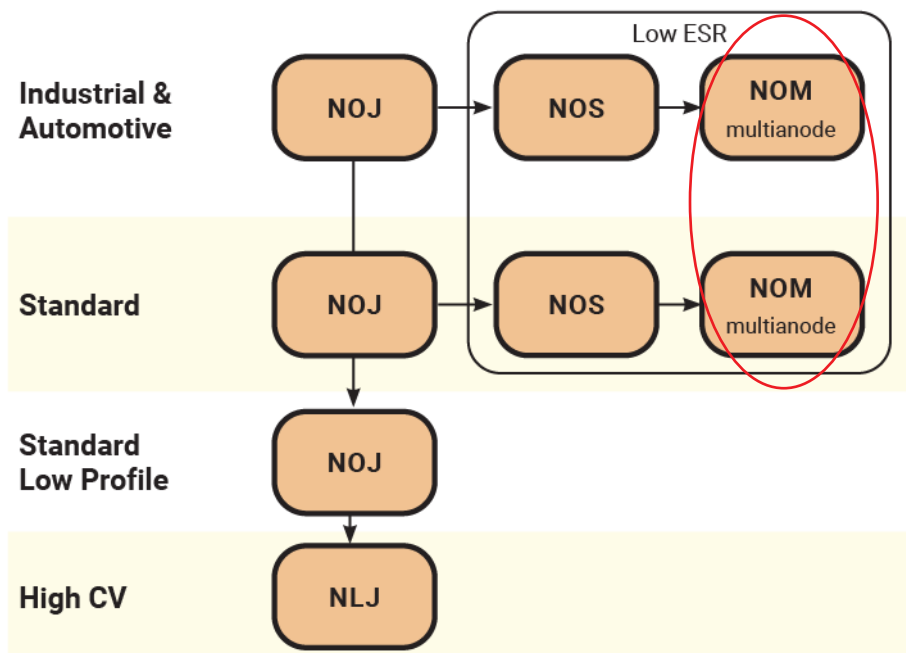 Low ESR
Industrial &
Automotive
NOJ
NOS
NOM
multianode
Standard
NOJ
NOS
NOM
multianode
Standard
Low Profile
NOJ
High CV
NLJ